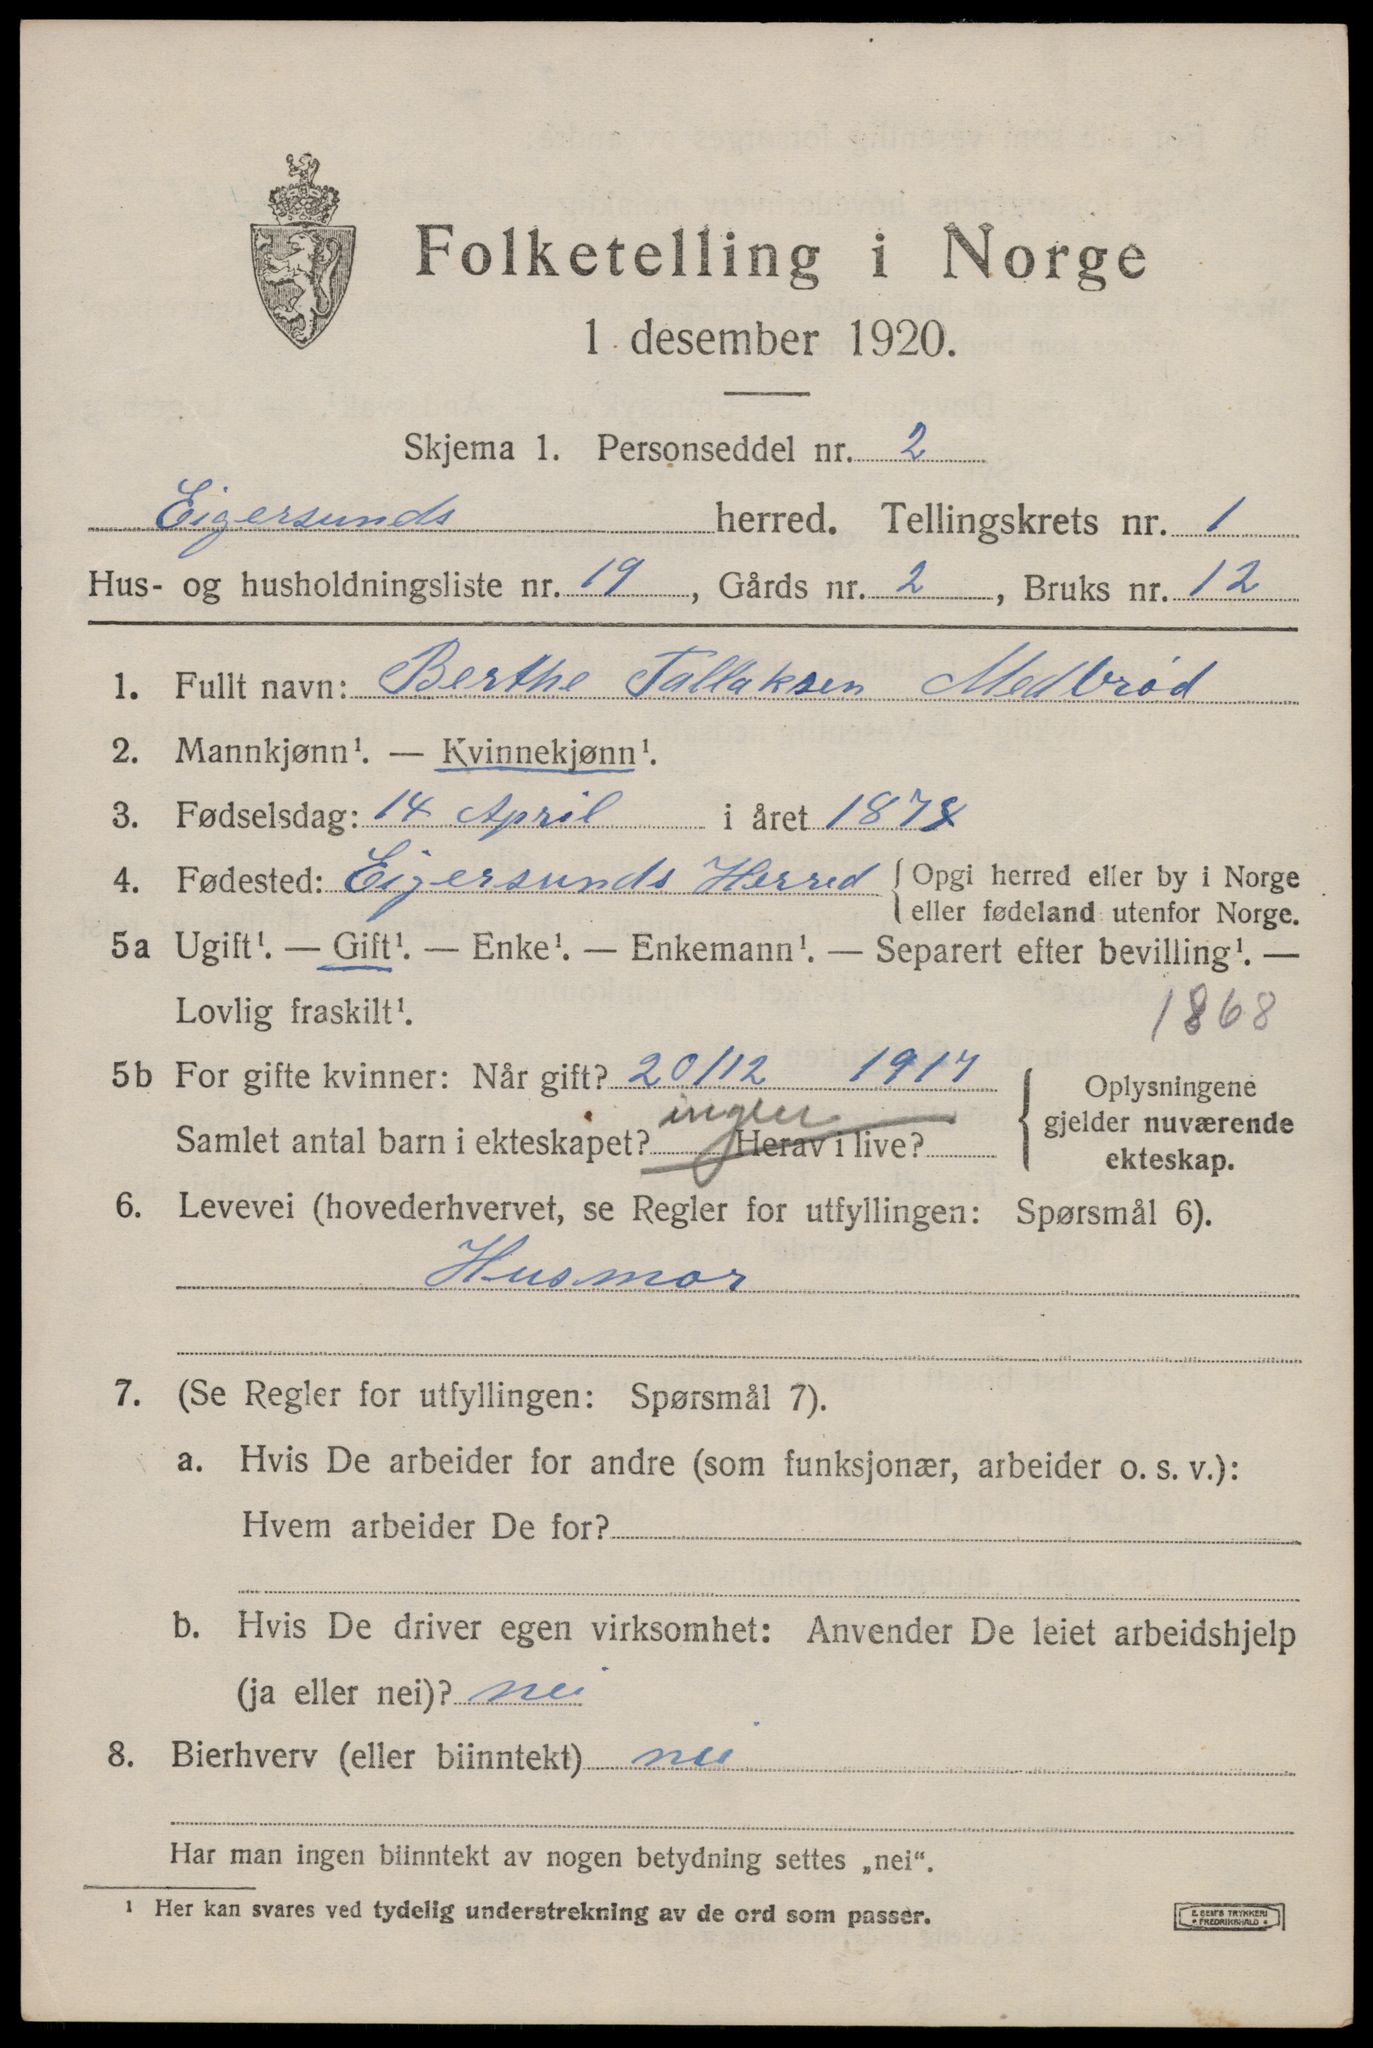 Folketelling i Norge
1 desember 1920.
Skjema 1. Personseddel nr. 2
Eigersunds herred. Tellingskrets nr. 1
Hus- og husholdningsliste nr. 19, Gårds nr. 2, Bruks nr. 12
1. Fullt navn: Berthe Tallaksen Medbrød
2. Mannkjønn¹. — Kvinnekjønn¹.
3. Fødselsdag: 14 April i året 1878
4. Fødested: Eigersunds Herred { Opgi herred eller by i Norge
eller fødeland utenfor Norge.
5a Ugift¹. — Gift¹. — Enke¹. — Enkemann¹. — Separert efter bevilling¹. —
Lovlig fraskilt¹.
1868
5b For gifte kvinner: Når gift? 20/12 1917
Samlet antal barn i ekteskapet? ingen Herav i live?
{ Oplysningene
gjelder nuværende
ekteskap.
6. Levevei (hovederhvervet, se Regler for utfyllingen: Spørsmål 6).
Husmor
7. (Se Regler for utfyllingen: Spørsmål 7).
a. Hvis De arbeider for andre (som funksjonær, arbeider o. s. v.):
Hvem arbeider De for?
b. Hvis De driver egen virksomhet: Anvender De leiet arbeidshjelp
(ja eller nei)? nei
8. Bierhverv (eller biinntekt) nei
Har man ingen biinntekt av nogen betydning settes „nei“.
¹ Her kan svares ved tydelig understrekning av de ord som passer.
E. SEM'S TRYKKERI
• FREDRIKSHALD •